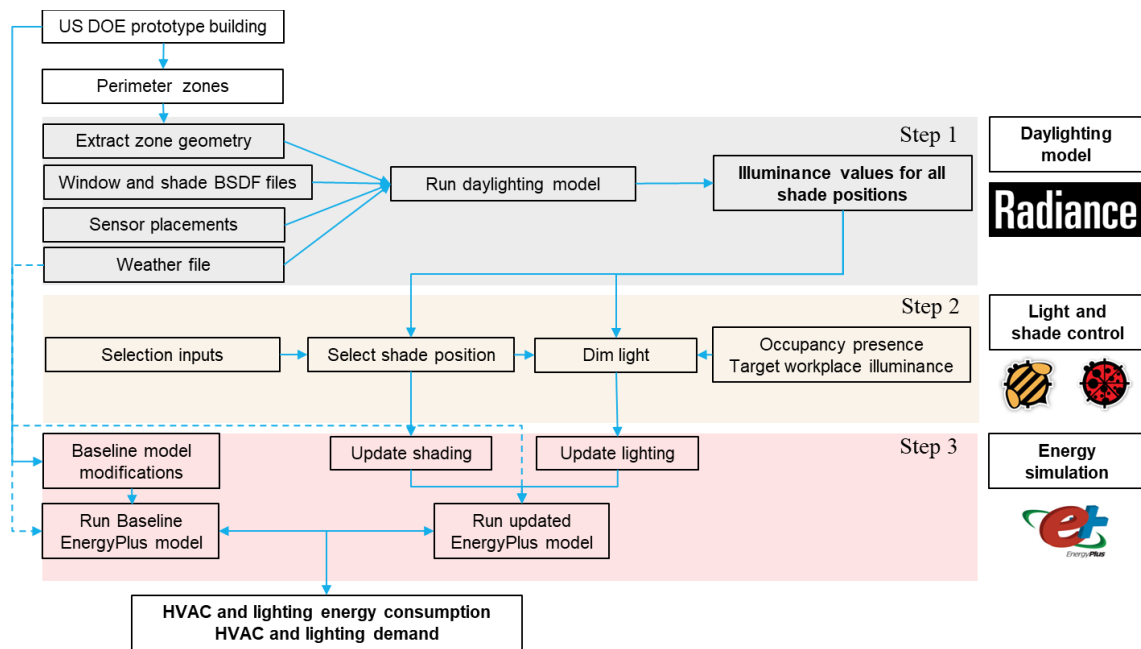 US DOE prototype building
Perimeter zones
Step 1
Extract zone geometry
Window and shade BSDF files
Sensor placements
Weather file
Run daylighting model
Illuminance values for all
shade positions
Daylighting
model
Radiance
Step 2
Selection inputs
Select shade position
Dim light
Occupancy presence
Target workplace illuminance
Light and
shade control
Step 3
Baseline model
modifications
Update shading
Update lighting
Run Baseline
EnergyPlus model
Run updated
EnergyPlus model
Energy
simulation
e+
EnergyPlus
HVAC and lighting energy consumption
HVAC and lighting demand